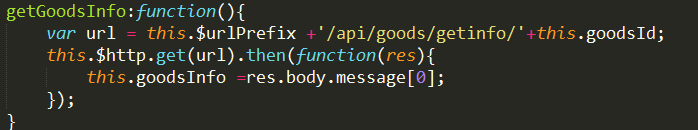 getGoodsInfo:function(){
var url = this.$urlPrefix +'/api/goods/getinfo/'+this.goodsId;
this.$http.get(url).then(function(res){
this.goodsInfo =res.body.message[0];
});
}